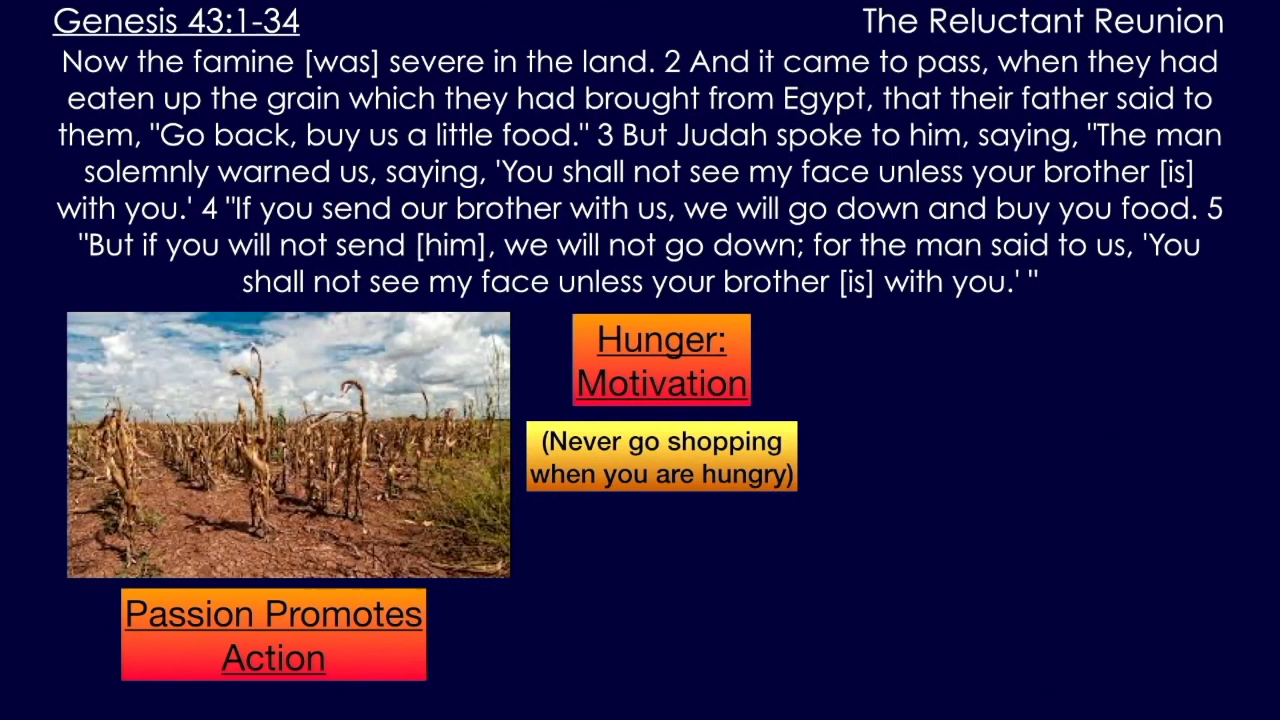 Genesis 43:1-34 The Reluctant Reunion
Now the famine [was] severe in the land. 2 And it came to pass, when they had
eaten up the grain which they had brought from Egypt, that their father said to
them, "Go back, buy us a little food." 3 But Judah spoke to him, saying, "The man
solemnly warned us, saying, 'You shall not see my face unless your brother [is]
with you.' 4 "If you send our brother with us, we will go down and buy you food. 5
"But if you will not send [him], we will not go down; for the man said to us, 'You
shall not see my face unless your brother [is] with you.' "
Hunger:
Motivation
(Never go shopping
when you are hungry)
Passion Promotes
Action